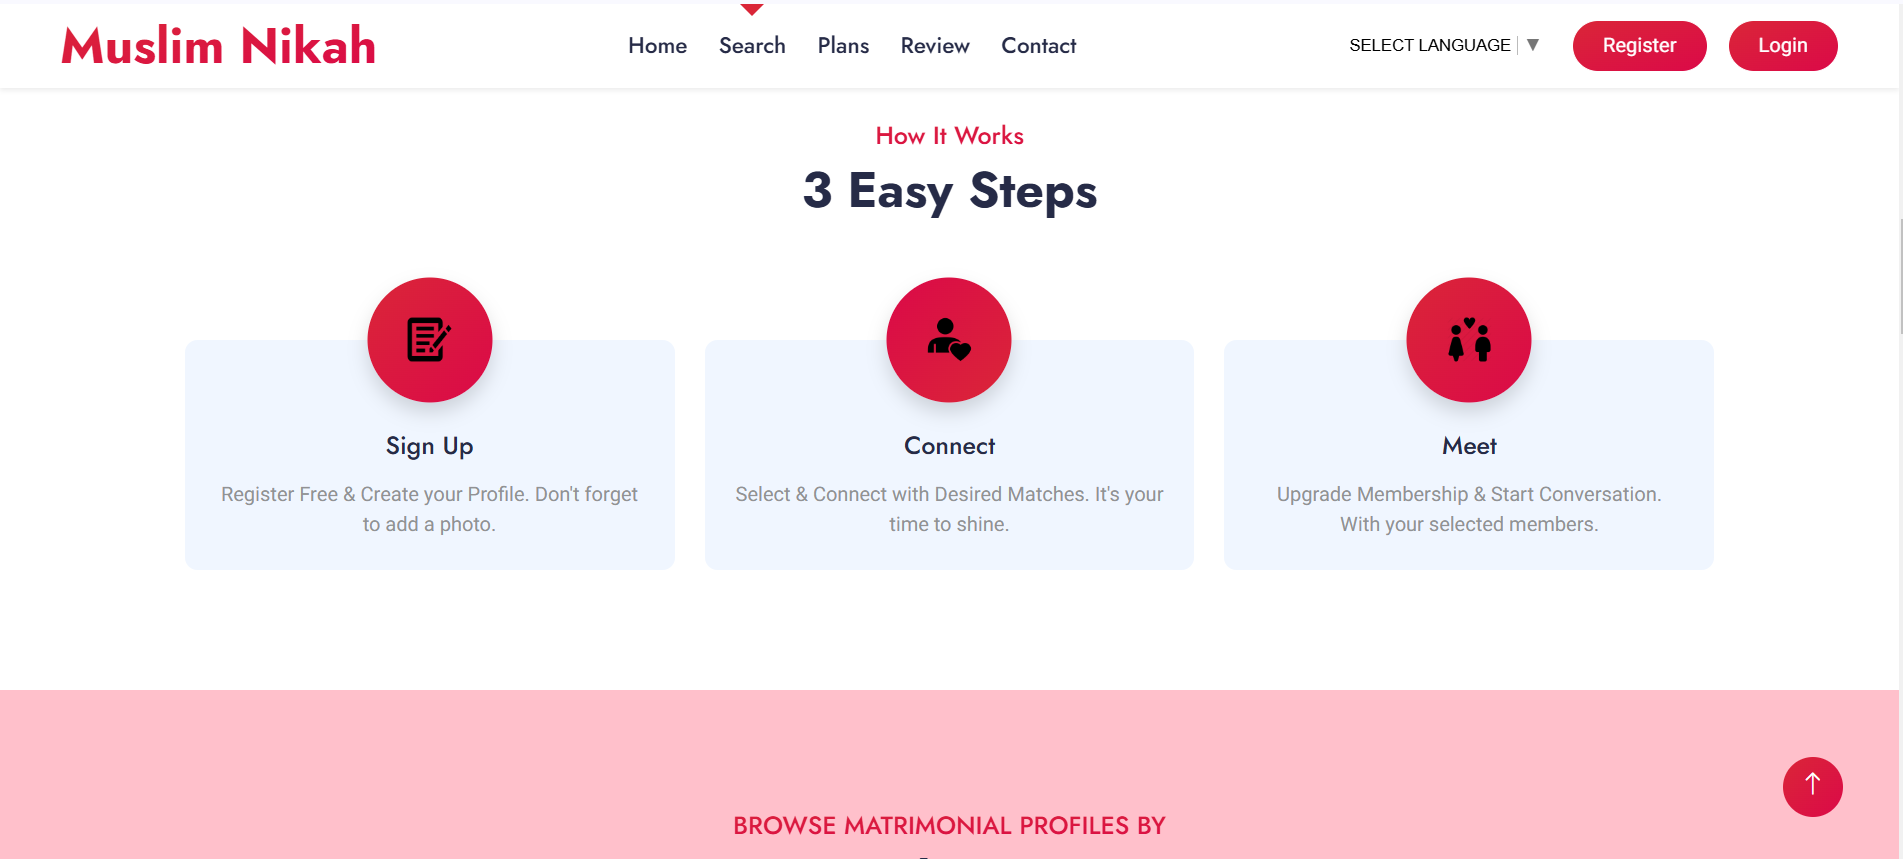 Muslim Nikah
Home Search Plans Review Contact
SELECT LANGUAGE ▼
Register
Login
How It Works
3 Easy Steps
Sign Up
Register Free & Create your Profile. Don't forget
to add a photo.
Connect
Select & Connect with Desired Matches. It's your
time to shine.
Meet
Upgrade Membership & Start Conversation.
With your selected members.
BROWSE MATRIMONIAL PROFILES BY